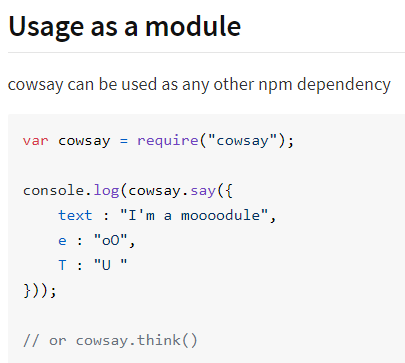 Usage as a module
cowsay can be used as any other npm dependency
var cowsay = require("cowsay");
console.log(cowsay.say({
    text : "I'm a moooodule",
    e : "oO",
    T : "U "
}));
// or cowsay.think()